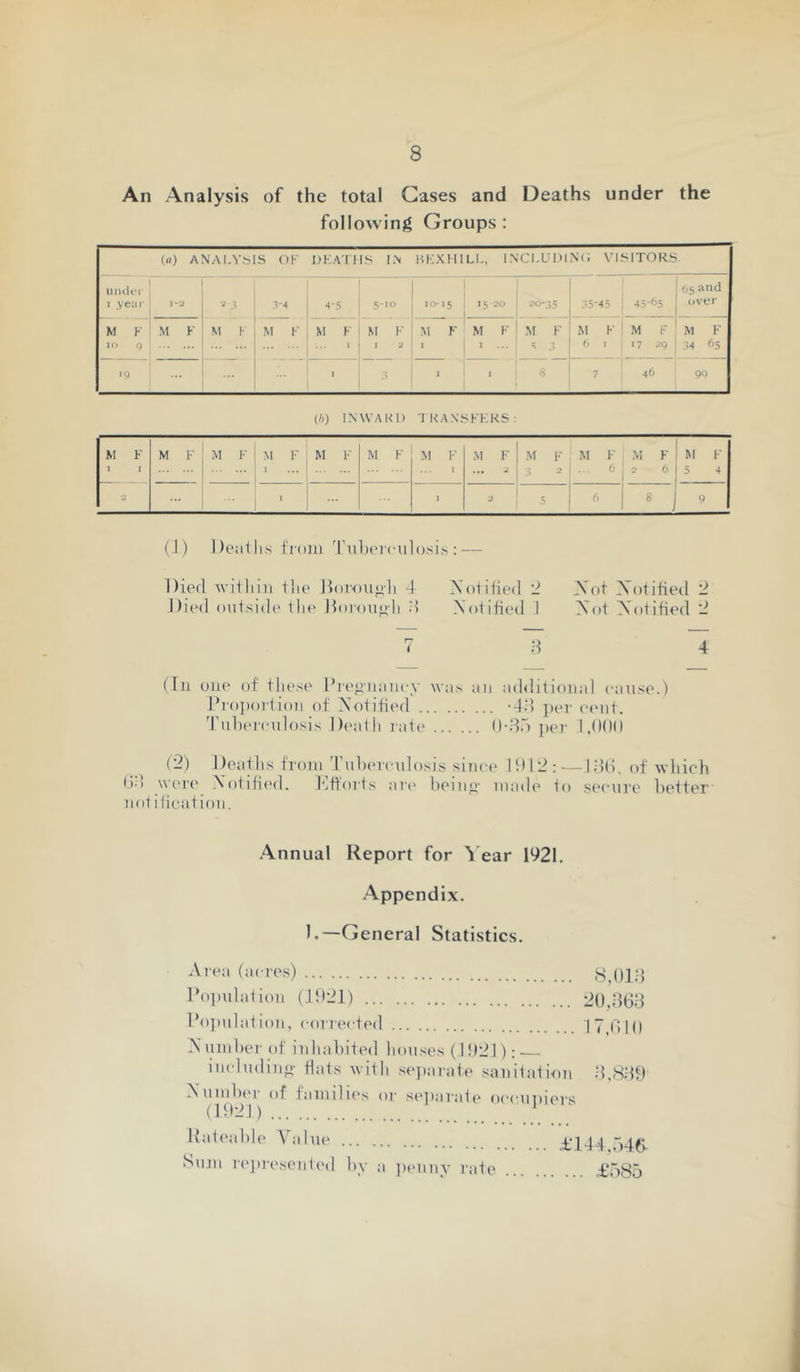 8
An Analysis of the total Cases and Deaths under the
following Groups:
(a) ANALYSIS OF DEATHS IN BEXHILL, INCLUDING VISITORS.
under 1 year 1-2 2-3 3-4 4-5 5-10 10-15 15-20 20-35 35-45 45-65 65 and over
M F M F M F M F M F M F M F M F M F M F M F M F
10 9 ... ... ... ... ... ... ... 1 1 2 1 1 ... 5 3 6 1 17 29 34 65
19 ... ... ... 1 3 1 1 8 7 46 99
(b) INWARD TRANSFERS:
M F M F M F M F M F M F M F M F M F M F M F M F
1 1 ... ... ... ... 1 ... ... ... ... ... ... 1 ... 2 3 2 ... 6 2 6 5 4
2 ... ... 1 ... ... 1 2 5 6 8 9
(1) Deaths from Tuberculosis:—
Died within the Borough 4 Notified 2 Not Notified 2
Died outside the Borough 3 Notified 1 Not Notified 2
7 3 4
(In one of these Pregnancy was an additional cause.)
Proportion of Notified ... ... ... ·43 per cent.
Tuberculosis Death rate ... ... 0·35 per 1,000
(2) Deaths from Tuberculosis since 1912:—136, of which
63 were Notified. Efforts are being made to secure better
notification.
Annual Report for Year 1921.
Appendix.
1.—General Statistics.
Area (acres) ... ... ... ... ... ... ... ... ... 8,013
Population (1921) ... ... ... ... ... ... ... 20,363
Population, corrected ... ... ... ... ... ... 17,610
Number of inhabited houses (1921):—
including flats with separate sanitation 3,839
Number of families or separate occupiers
(1921) ... ... ... ... ... ... ... ... ... ...
Rateable Value ... ... ... ... ... ... ... £144,546
Sum represented by a penny rate ... ... ... £585